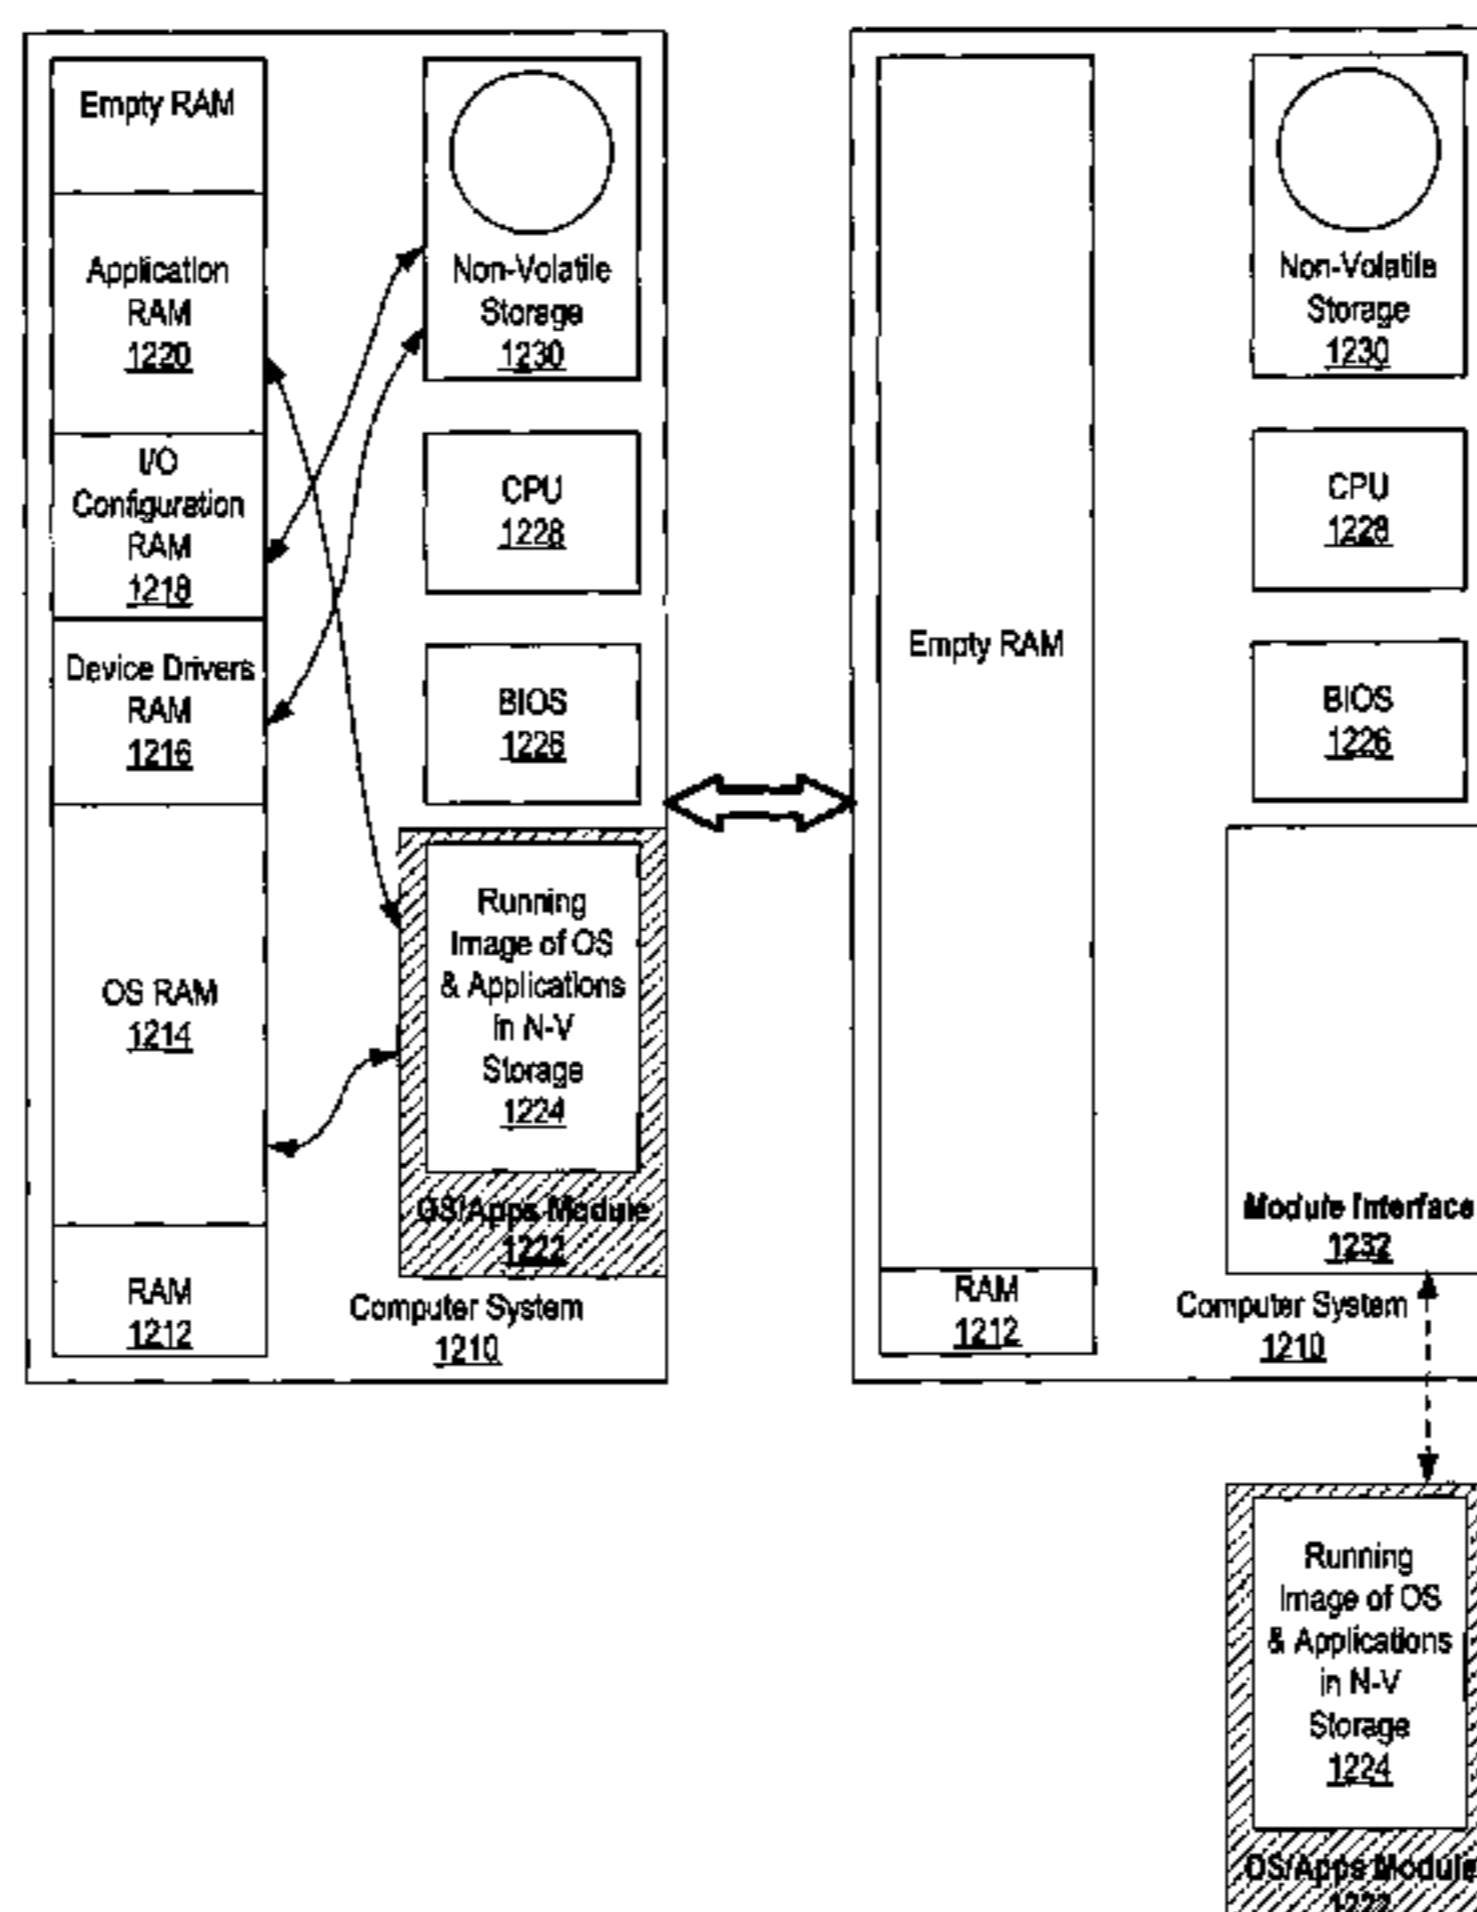 Empty RAM
Application
RAM
1220
I/O
Configuration
RAM
1218
Device Drivers
RAM
1216
OS RAM
1214
RAM
1212
Non-Volatile
Storage
1230
CPU
1228
BIOS
1226
Running
Image of OS
& Applications
in N-V
Storage
1224
OS/Apps Module
1222
Computer System
1210
Empty RAM
RAM
1212
Non-Volatile
Storage
1230
CPU
1228
BIOS
1226
Module Interface
1232
Computer System
1210
Running
Image of OS
& Applications
in N-V
Storage
1224
OS/Apps Module
1222